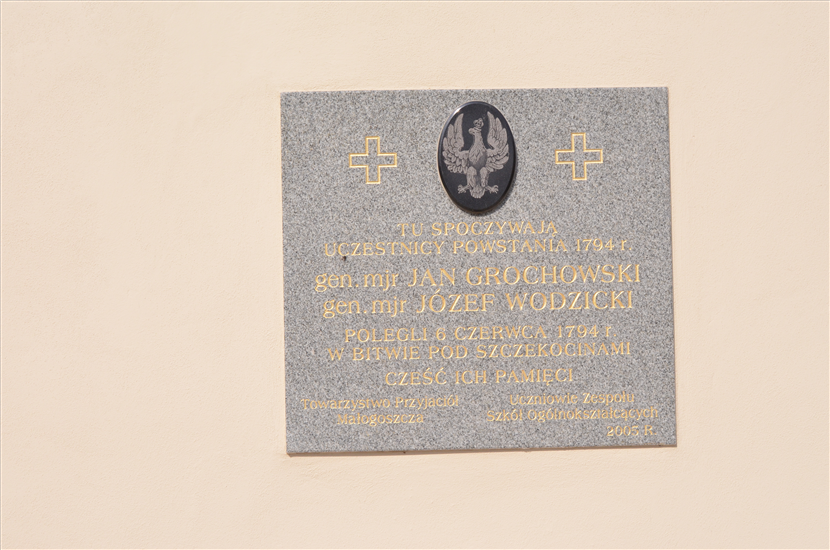 TU SPOCZYWAJĄ
UCZESTNICY POWSTANIA 1794 r.
gen. mjr JAN GROCHOWSKI
gen. mjr JÓZEF WODZICKI
POLEGLI 6 CZERWCA 1794 r.
W BITWIE POD SZCZEKOCINAMI
CZEŚĆ ICH PAMIĘCI
Towarzystwo Przyjaciół
Małogoszcza
Uczniowie Zespołu
Szkół Ogólnokształcących
2003 R.